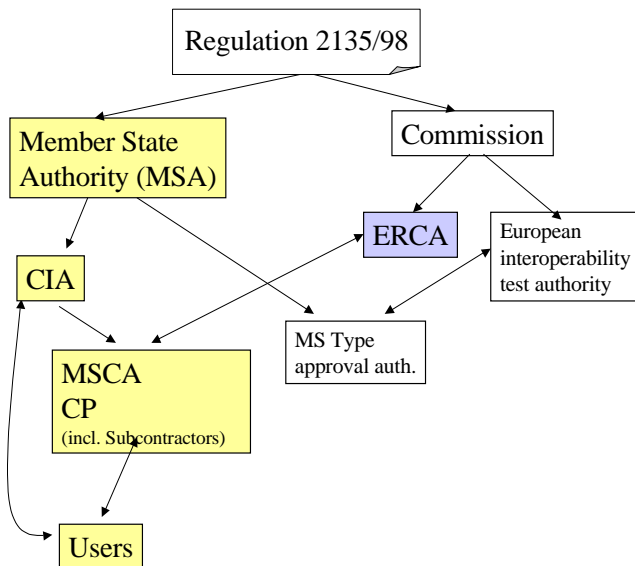 Regulation 2135/98
Member State
Authority (MSA)
Commission
ERCA
European
interoperability
test authority
CIA
MS Type
approval auth.
MSCA
CP
(incl. Subcontractors)
Users